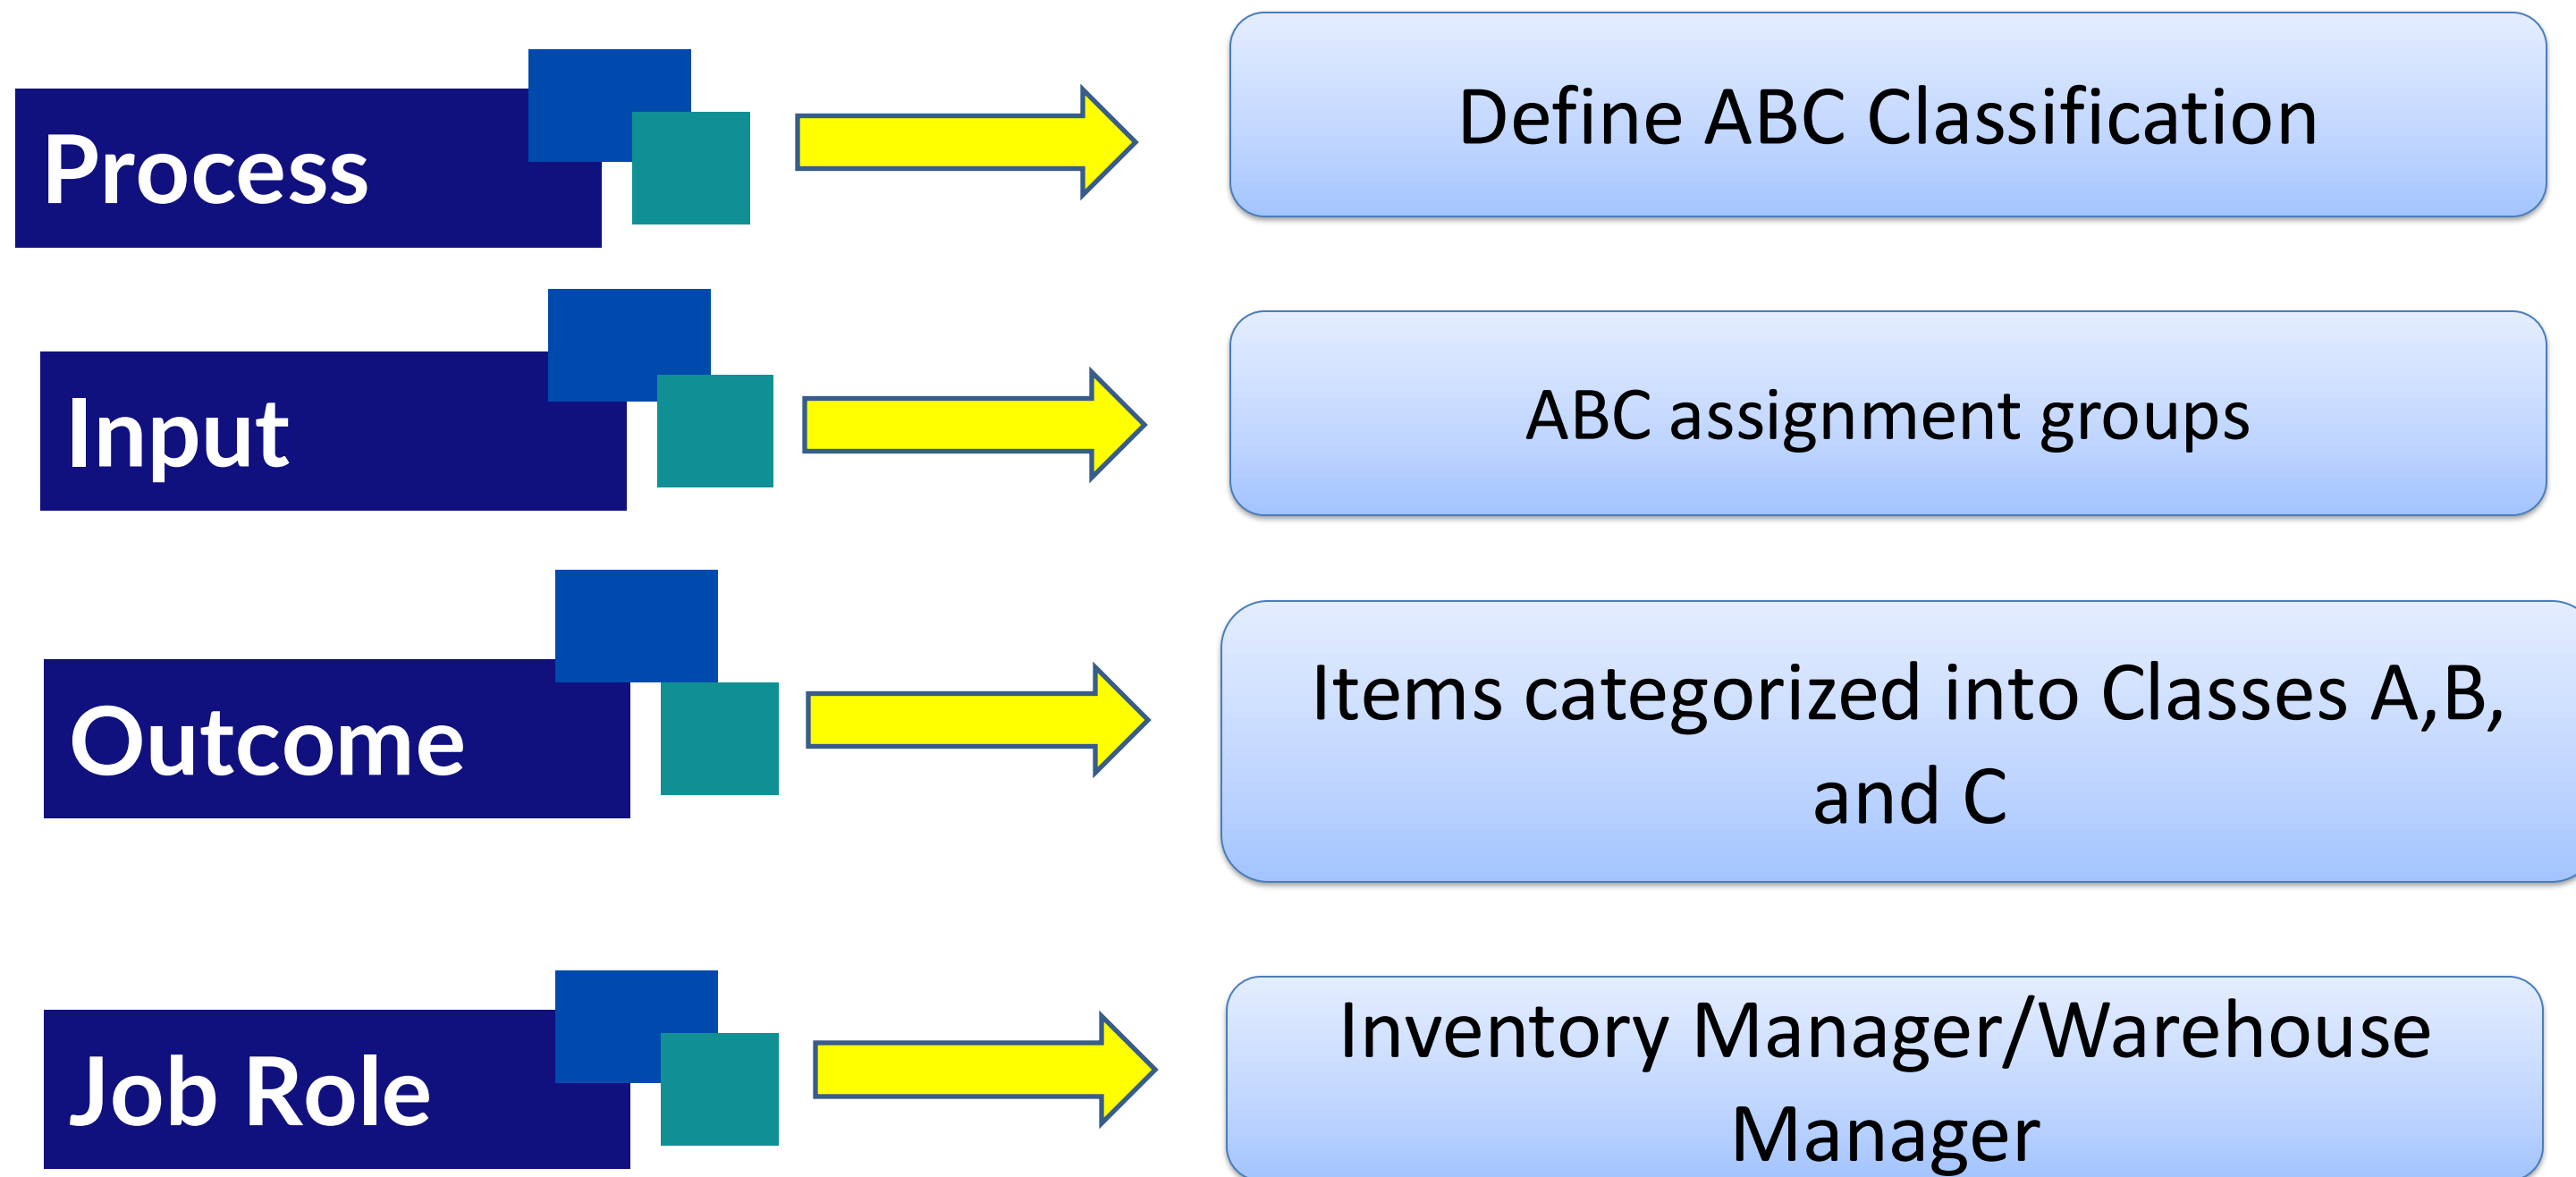 Process
Define ABC Classification
Input
ABC assignment groups
Outcome
Items categorized into Classes A,B,
and C
Job Role
Inventory Manager/Warehouse
Manager